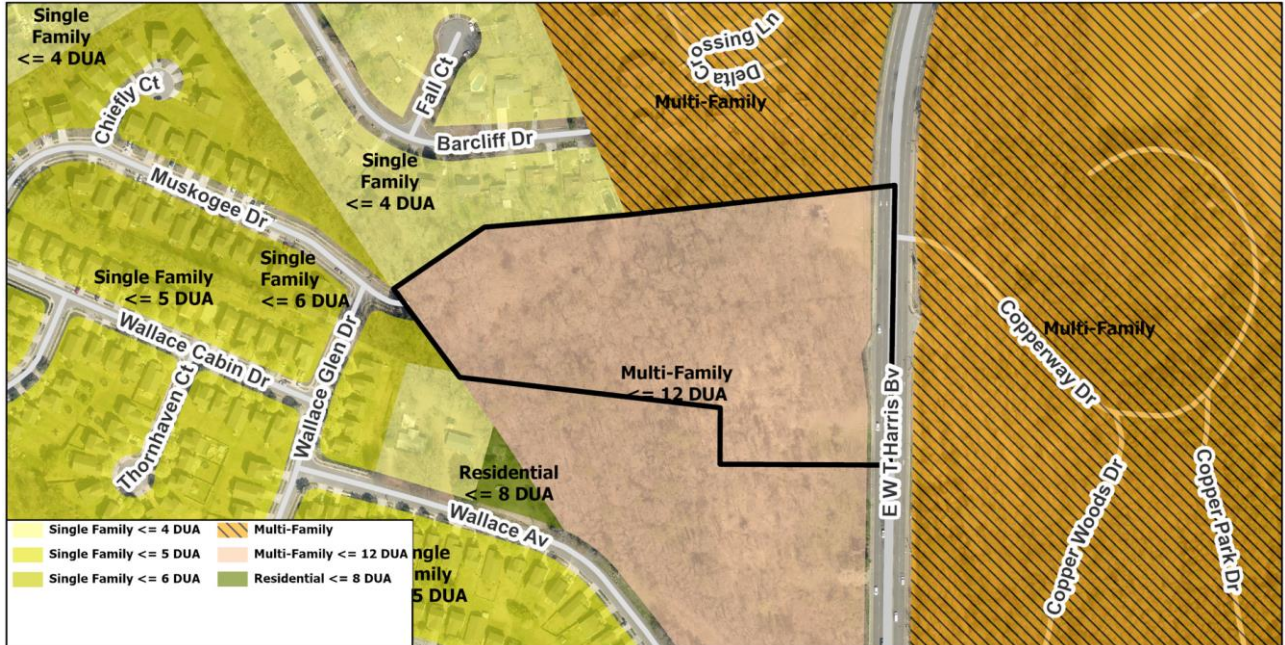 Single
Family
<= 4 DUA
Chiefly Ct
Fall Ct
Barcliff Dr
Delta Crossing Ln
Multi-Family
Muskogee Dr
Single
Family
<= 4 DUA
Single Family
<= 5 DUA
Single
Family
<= 6 DUA
Wallace Cabin Dr
Thornhaven Ct
Wallace Glen Dr
Multi-Family
<= 12 DUA
E W T Harris Bv
Copperway Dr
Multi-Family
Residential
<= 8 DUA
Wallace Av
Copper Woods Dr
Copper Park Dr
ngle
mily
5 DUA
Single Family <= 4 DUA
Single Family <= 5 DUA
Single Family <= 6 DUA
Multi-Family
Multi-Family <= 12 DUA
Residential <= 8 DUA